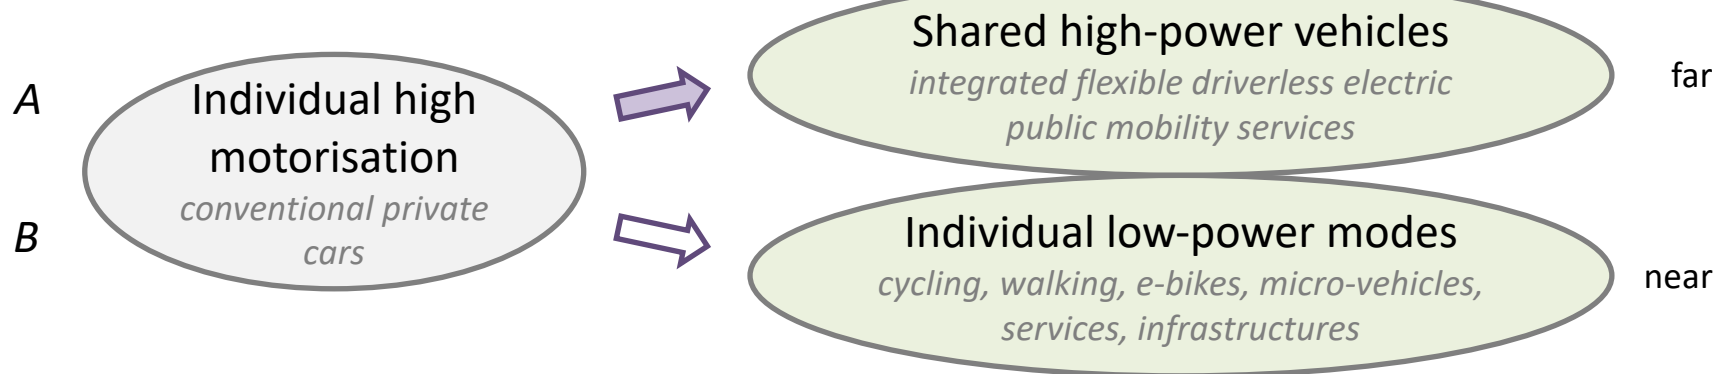 A
B
Individual high
motorisation
conventional private
cars
Shared high-power vehicles
integrated flexible driverless electric
public mobility services
far
Individual low-power modes
cycling, walking, e-bikes, micro-vehicles,
services, infrastructures
near